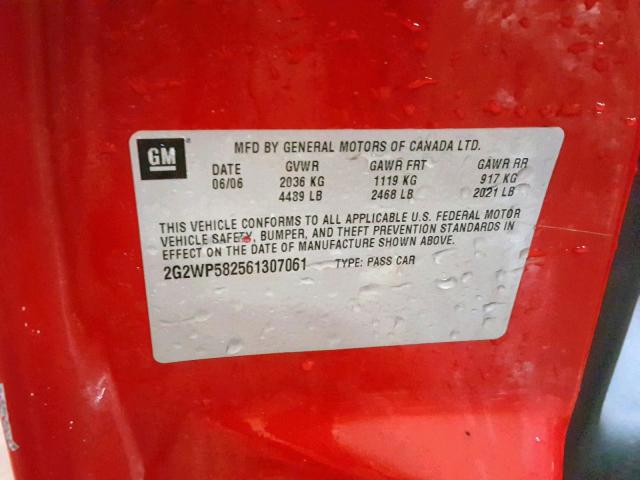 GM
MFD BY GENERAL MOTORS OF CANADA LTD.
DATE GVWR GAWR FRT GAWR RR
06/06 2036 KG 1119 KG 917 KG
4489 LB 2468 LB 2021 LB
THIS VEHICLE CONFORMS TO ALL APPLICABLE U.S. FEDERAL MOTOR
VEHICLE SAFETY, BUMPER, AND THEFT PREVENTION STANDARDS IN
EFFECT ON THE DATE OF MANUFACTURE SHOWN ABOVE.
2G2WP582561307061 TYPE: PASS CAR